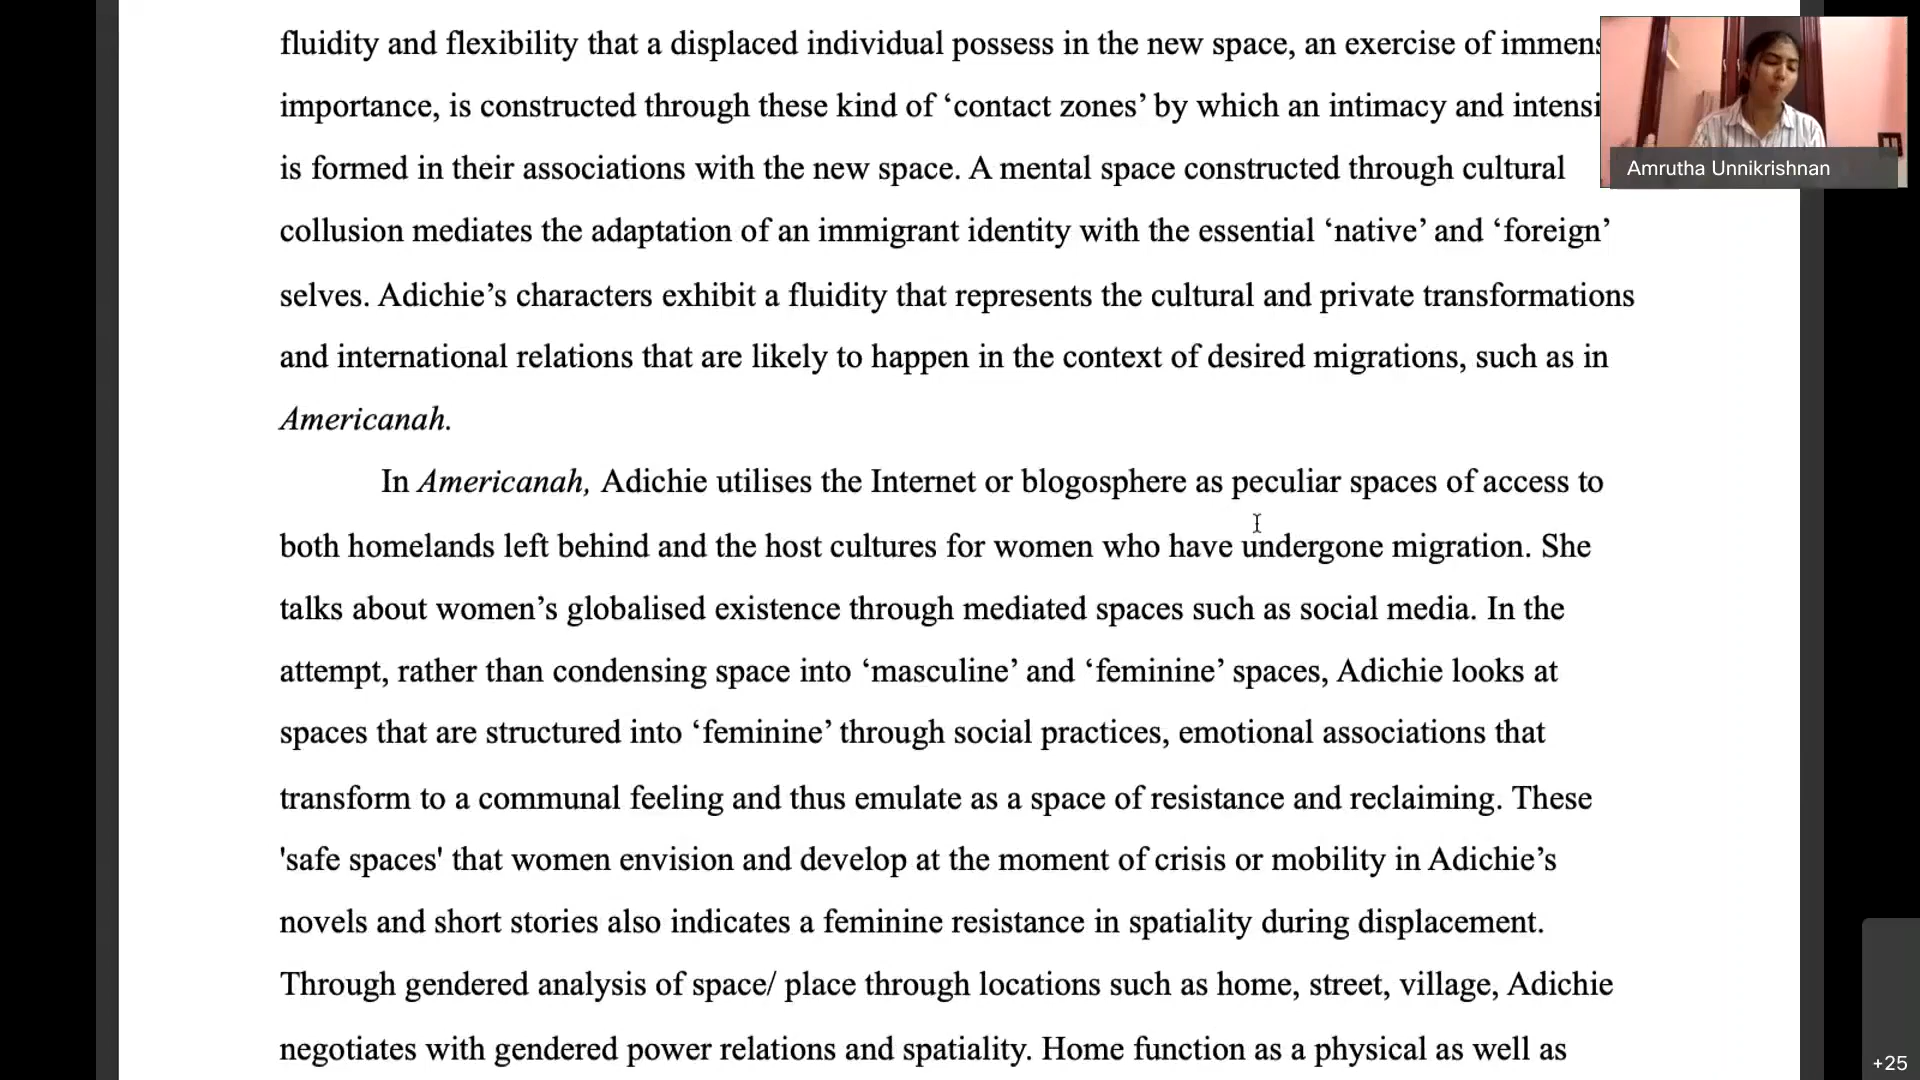 fluidity and flexibility that a displaced individual possess in the new space, an exercise of immens
importance, is constructed through these kind of ‘contact zones’ by which an intimacy and intensi
is formed in their associations with the new space. A mental space constructed through cultural
collusion mediates the adaptation of an immigrant identity with the essential ‘native’ and ‘foreign’
selves. Adichie’s characters exhibit a fluidity that represents the cultural and private transformations
and international relations that are likely to happen in the context of desired migrations, such as in
Americanah.
In Americanah, Adichie utilises the Internet or blogosphere as peculiar spaces of access to
both homelands left behind and the host cultures for women who have undergone migration. She
talks about women’s globalised existence through mediated spaces such as social media. In the
attempt, rather than condensing space into ‘masculine’ and ‘feminine’ spaces, Adichie looks at
spaces that are structured into ‘feminine’ through social practices, emotional associations that
transform to a communal feeling and thus emulate as a space of resistance and reclaiming. These
'safe spaces' that women envision and develop at the moment of crisis or mobility in Adichie’s
novels and short stories also indicates a feminine resistance in spatiality during displacement.
Through gendered analysis of space/ place through locations such as home, street, village, Adichie
negotiates with gendered power relations and spatiality. Home function as a physical as well as
Amrutha Unnikrishnan
+25